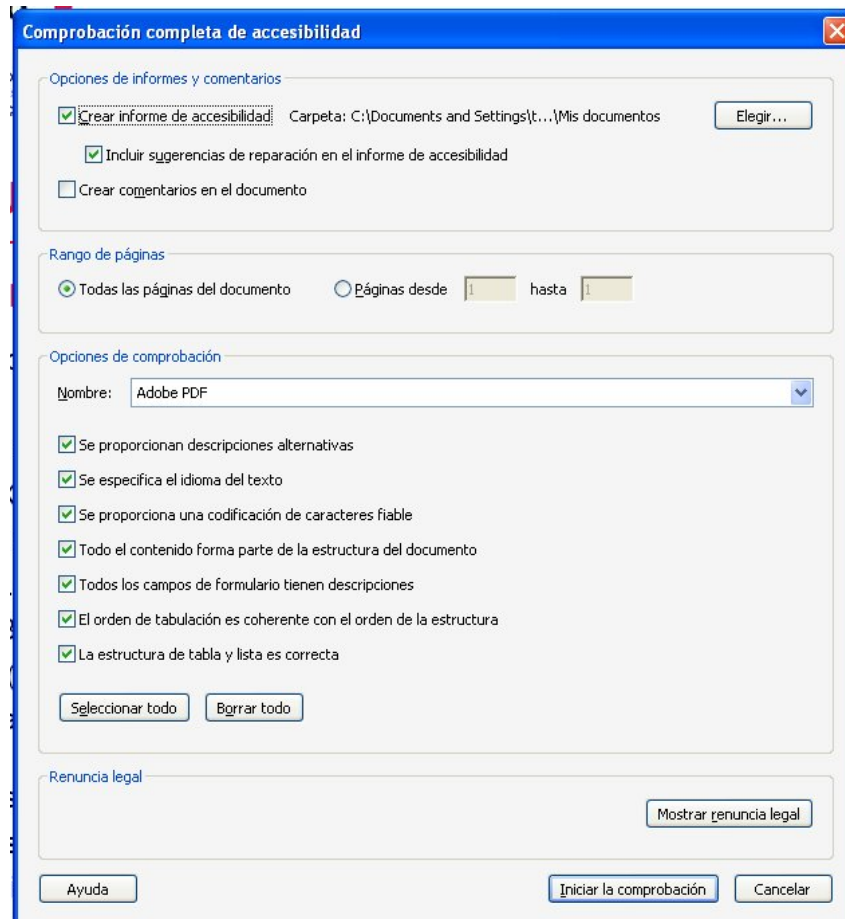 Comprobación completa de accesibilidad
Opciones de informes y comentarios
Crear informe de accesibilidad Carpeta: C:\Documents and Settings\t...\Mis documentos Elegir...
Incluir sugerencias de reparación en el informe de accesibilidad
Crear comentarios en el documento
Rango de páginas
Todas las páginas del documento Páginas desde 1 hasta 1
Opciones de comprobación
Nombre: Adobe PDF
Se proporcionan descripciones alternativas
Se especifica el idioma del texto
Se proporciona una codificación de caracteres fiable
Todo el contenido forma parte de la estructura del documento
Todos los campos de formulario tienen descripciones
El orden de tabulación es coherente con el orden de la estructura
La estructura de tabla y lista es correcta
Seleccionar todo Borrar todo
Renuncia legal
Mostrar renuncia legal
Ayuda Iniciar la comprobación Cancelar